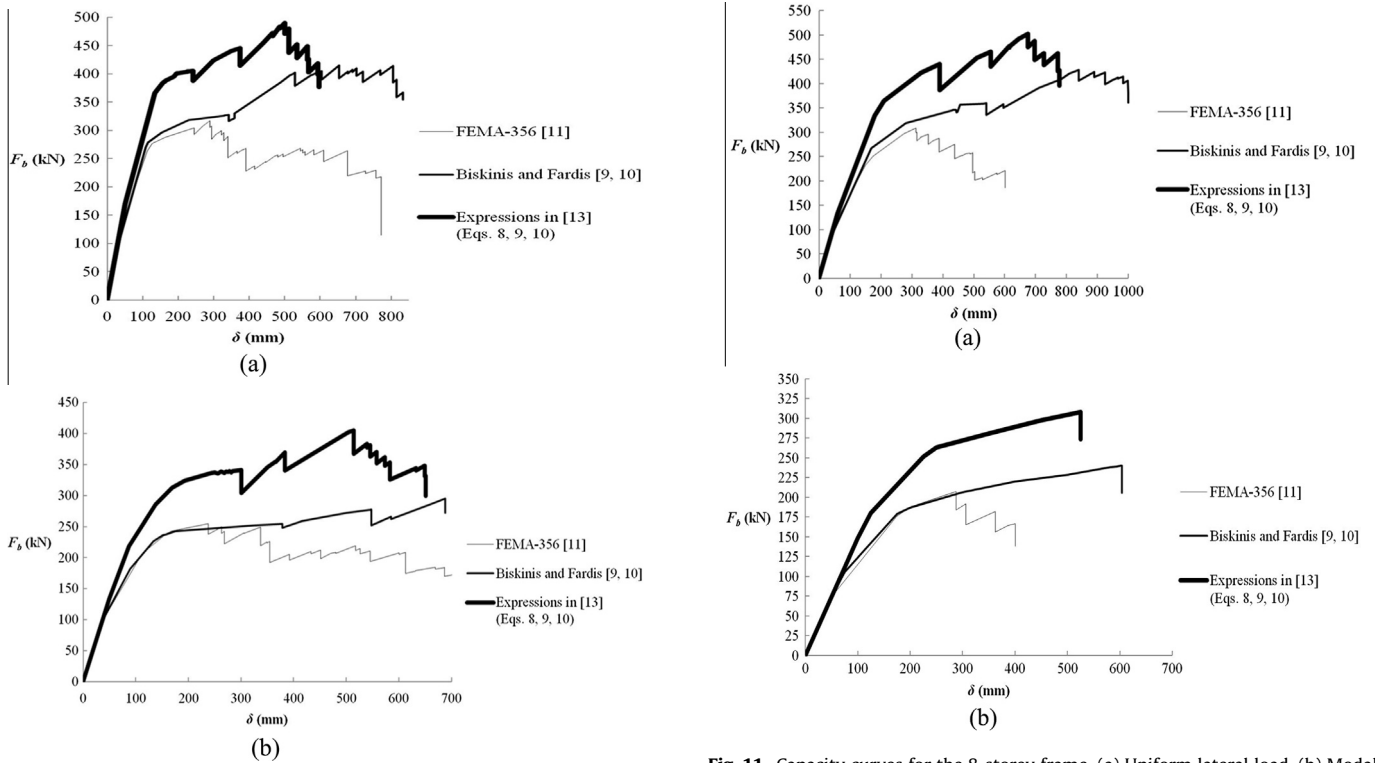 500
450
400
350
300
250
200
150
100
50
0
F_b (kN)
0 100 200 300 400 500 600 700 800
δ (mm)
FEMA-356 [11]
Biskinis and Fardis [9, 10]
Expressions in [13]
(Eqs. 8, 9, 10)
(a)
450
400
350
300
250
200
150
100
50
0
F_b (kN)
0 100 200 300 400 500 600 700
δ (mm)
FEMA-356 [11]
Biskinis and Fardis [9, 10]
Expressions in [13]
(Eqs. 8, 9, 10)
(b)
550
500
450
400
350
300
250
200
150
100
50
0
F_b (kN)
0 100 200 300 400 500 600 700 800 900 1000
δ (mm)
FEMA-356 [11]
Biskinis and Fardis [9, 10]
Expressions in [13]
(Eqs. 8, 9, 10)
(a)
350
325
300
275
250
225
200
175
150
125
100
75
50
25
0
F_b (kN)
0 100 200 300 400 500 600 700
δ (mm)
FEMA-356 [11]
Biskinis and Fardis [9, 10]
Expressions in [13]
(Eqs. 8, 9, 10)
(b)
Fig. 11. Capacity curves for the 8-storey frame. (a) Uniform lateral load. (b) Modal